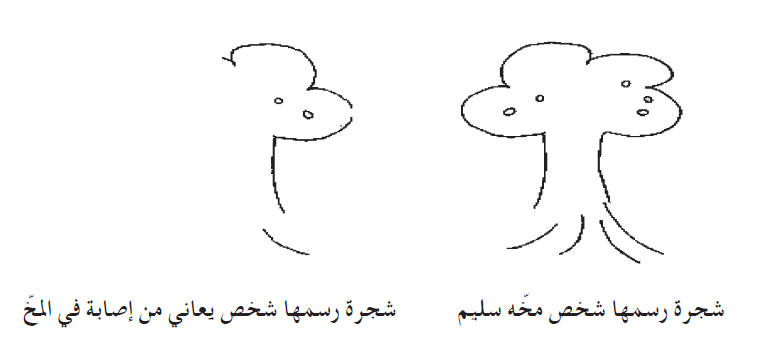 شجرة رسمها شخص مخّه سليم
شجرة رسمها شخص يعاني من إصابة في المخّ